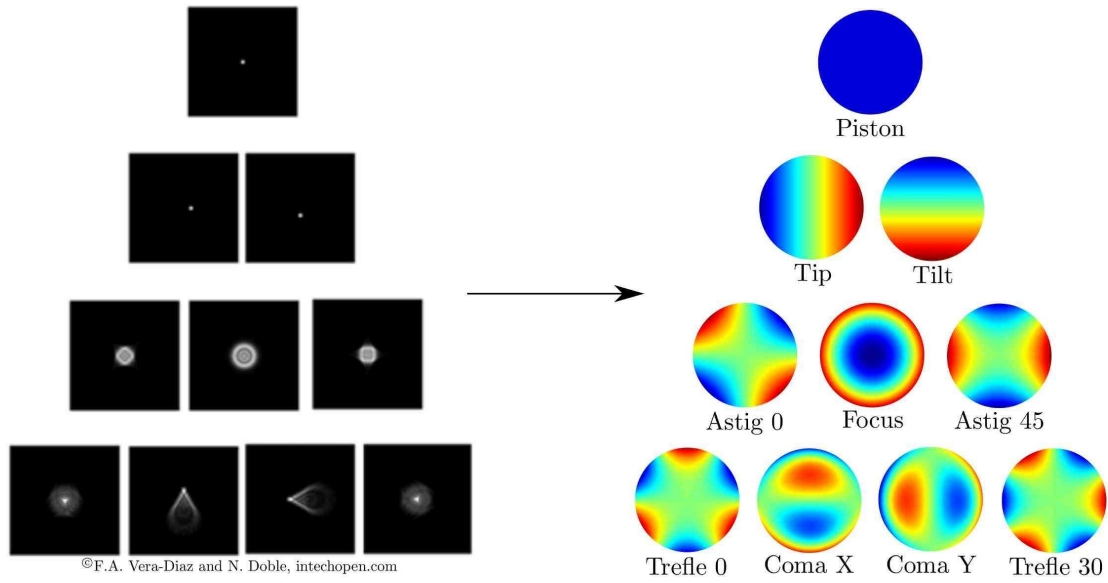 Piston
Tip Tilt
Astig 0 Focus Astig 45
Trefle 0 Coma X Coma Y Trefle 30
©F.A. Vera-Diaz and N. Doble, intechopen.com